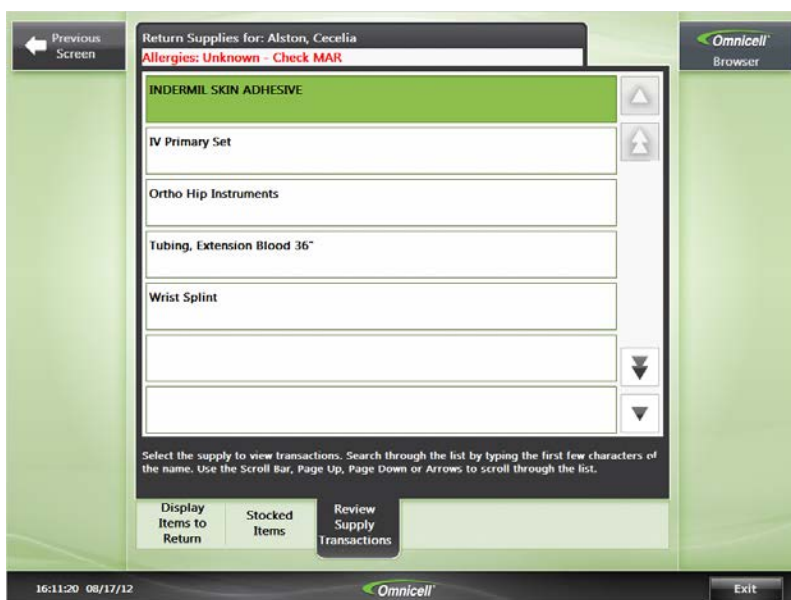 Previous
Screen
Return Supplies for: Alston, Cecelia
Allergies: Unknown - Check MAR
Omnicell
Browser
INDERMIL SKIN ADHESIVE
IV Primary Set
Ortho Hip Instruments
Tubing, Extension Blood 36"
Wrist Splint
Select the supply to view transactions. Search through the list by typing the first few characters of
the name. Use the Scroll Bar, Page Up, Page Down or Arrows to scroll through the list.
Display
Items to
Return
Stocked
Items
Review
Supply
Transactions
16:11:20 08/17/12
Omnicell
Exit